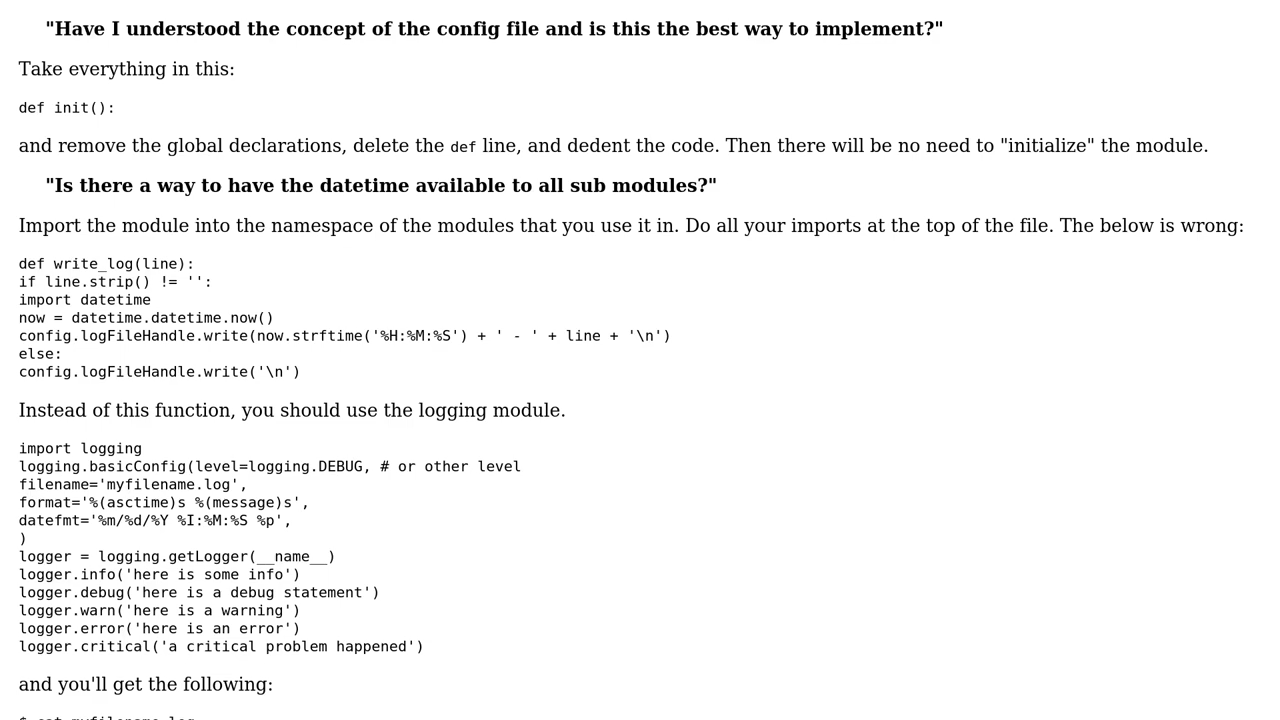 "Have I understood the concept of the config file and is this the best way to implement?"
Take everything in this:
def init():
and remove the global declarations, delete the def line, and dedent the code. Then there will be no need to "initialize" the module.
"Is there a way to have the datetime available to all sub modules?"
Import the module into the namespace of the modules that you use it in. Do all your imports at the top of the file. The below is wrong:
def write_log(line):
if line.strip() != '':
import datetime
now = datetime.datetime.now()
config.logFileHandle.write(now.strftime('%H:%M:%S') + ' - ' + line + '\n')
else:
config.logFileHandle.write('\n')
Instead of this function, you should use the logging module.
import logging
logging.basicConfig(level=logging.DEBUG, # or other level
filename='myfilename.log',
format='%(asctime)s %(message)s',
datefmt='%m/%d/%Y %I:%M:%S %p',
)
logger = logging.getLogger(__name__)
logger.info('here is some info')
logger.debug('here is a debug statement')
logger.warn('here is a warning')
logger.error('here is an error')
logger.critical('a critical problem happened')
and you'll get the following:
$ cat myfilename.log